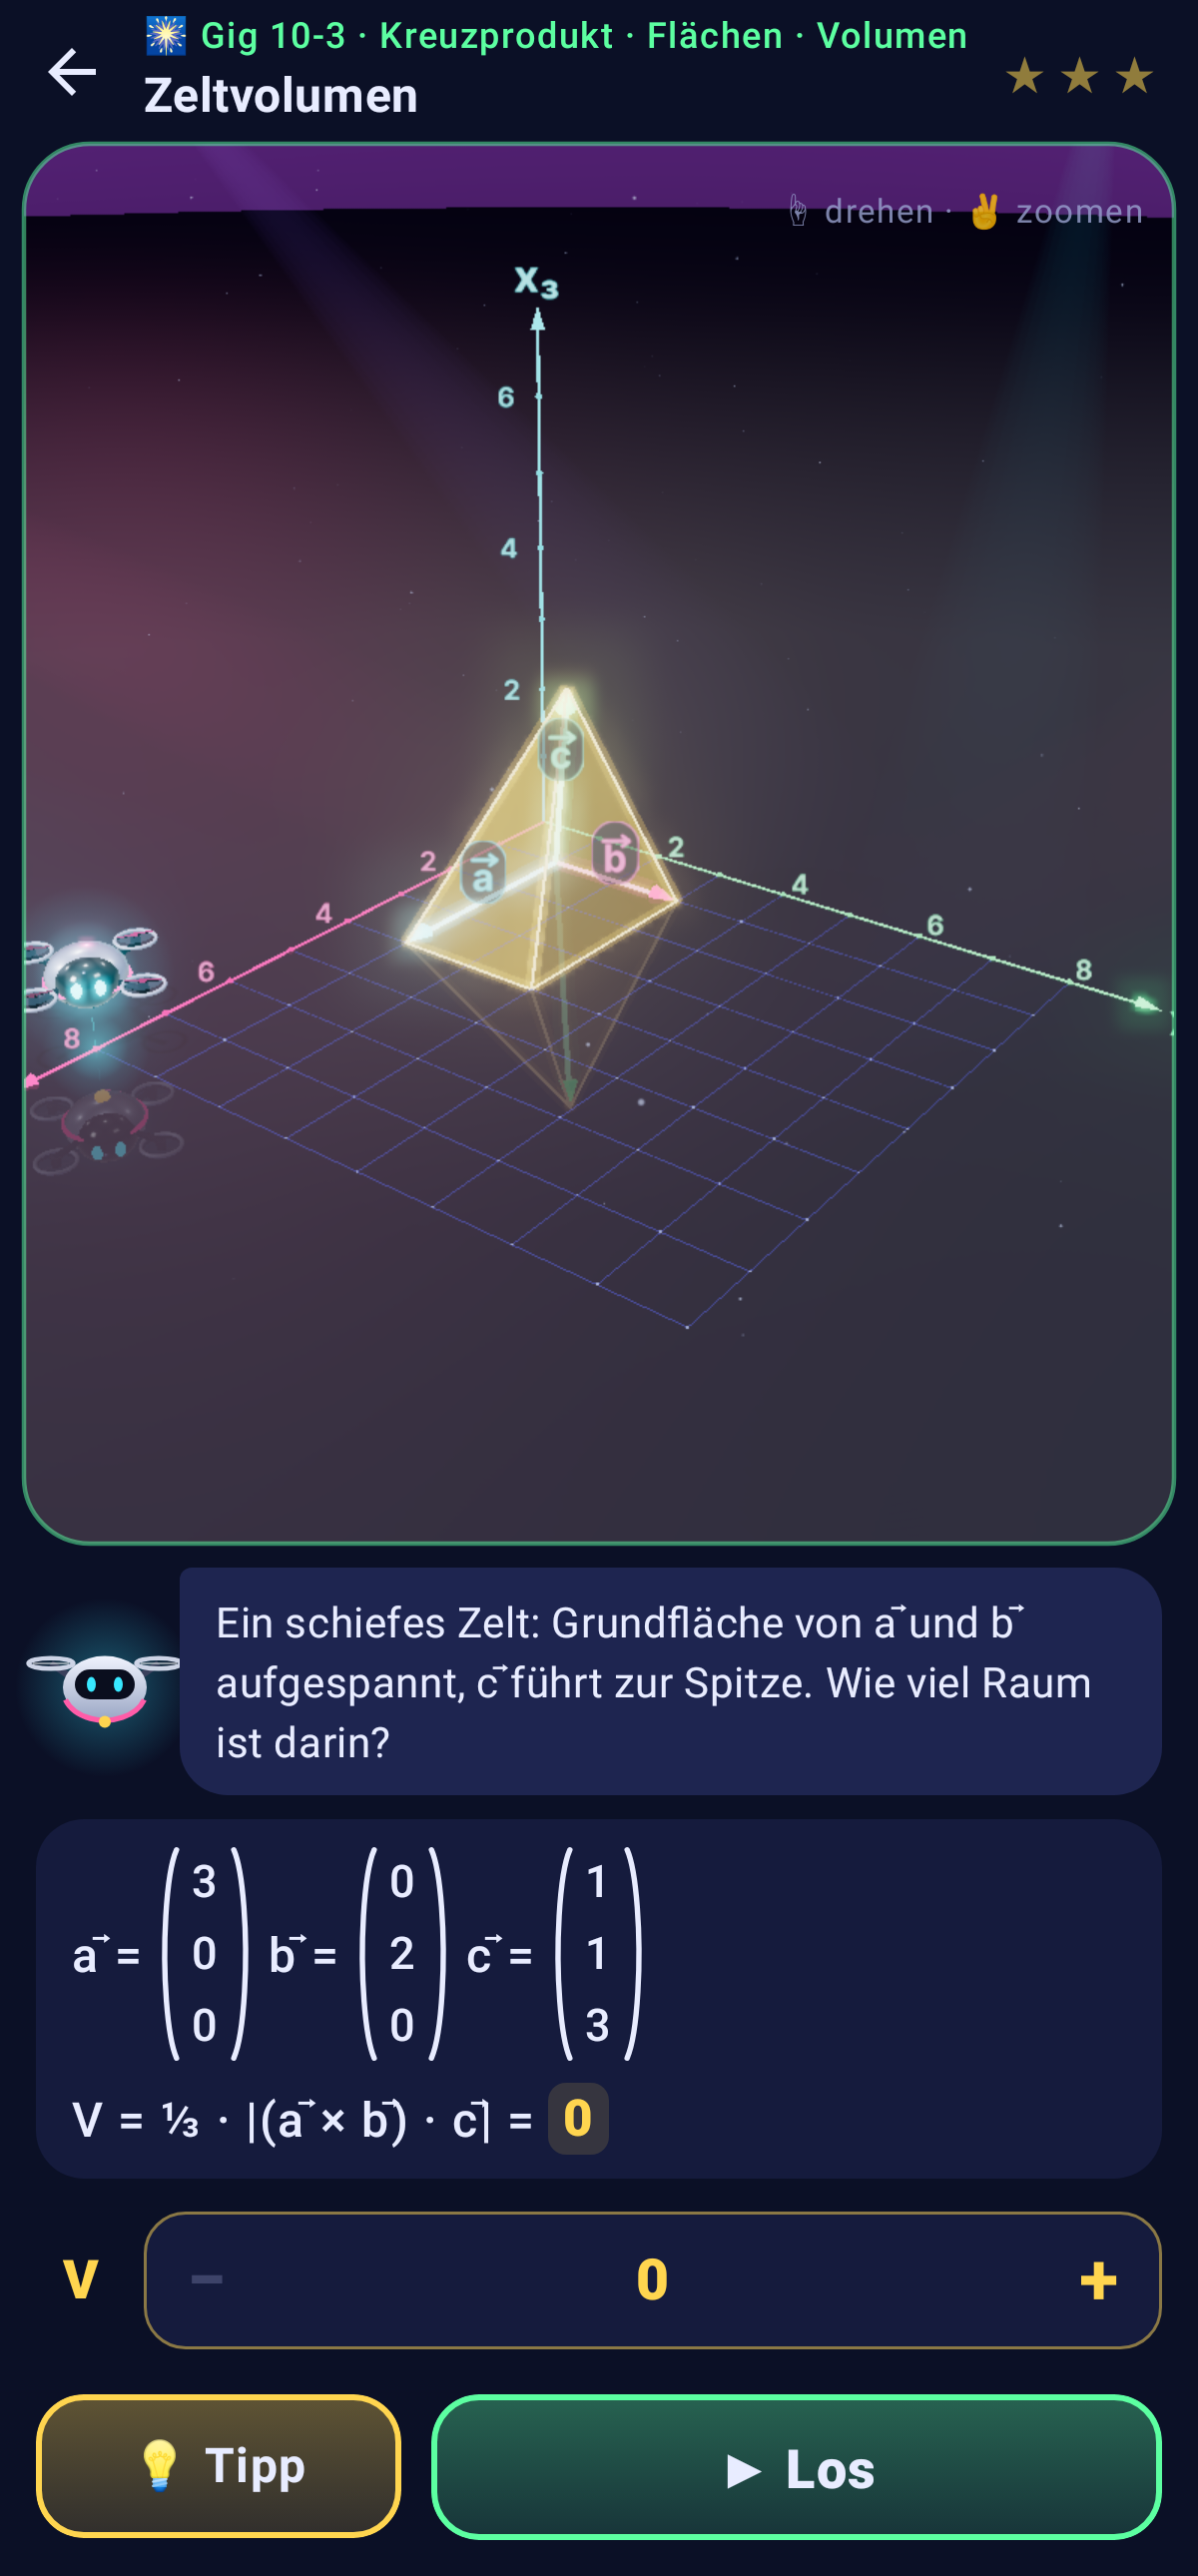 Gig 10-3 · Kreuzprodukt · Flächen · Volumen
Zeltvolumen
drehen · zoomen
x₃
6
4
2
c⃗
a⃗
b⃗
2
4
6
8
2
4
6
8
Ein schiefes Zelt: Grundfläche von a⃗ und b⃗
aufgespannt, c⃗ führt zur Spitze. Wie viel Raum
ist darin?
a⃗ = (3 0 0) b⃗ = (0 2 0) c⃗ = (1 1 3)
V = ⅓ · |(a⃗ × b⃗) · c⃗| = 0
V − 0 +
Tipp
▶ Los